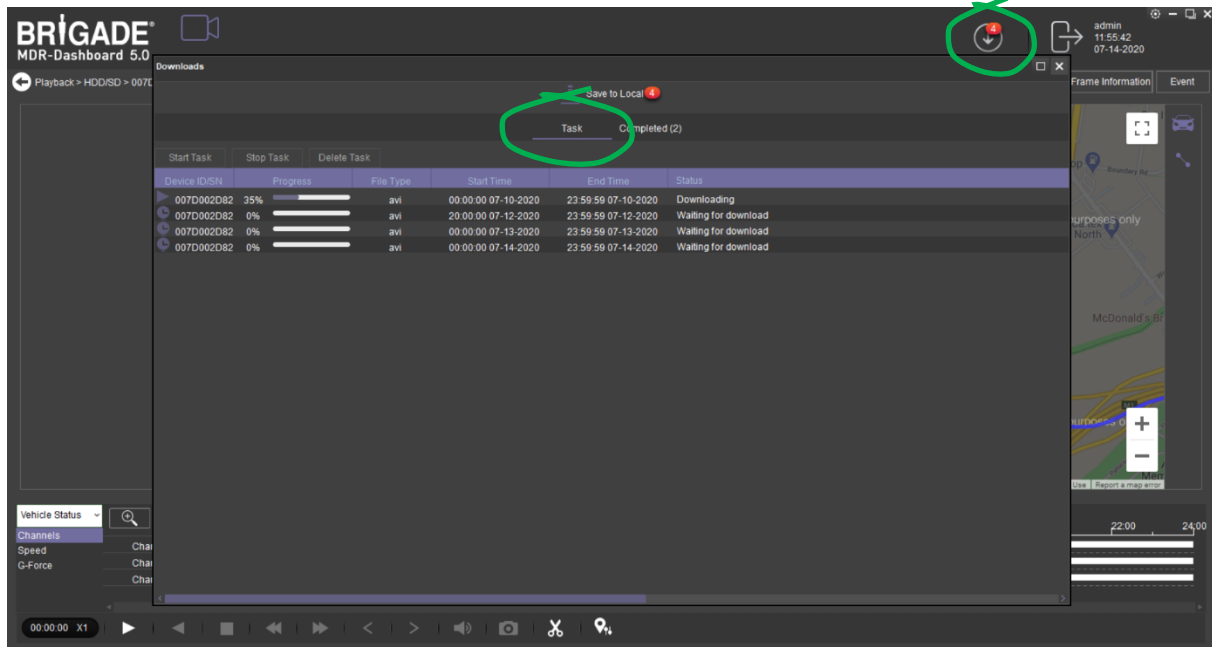 BRIGADE
MDR-Dashboard 5.0
4
admin
11:55:42
07-14-2020
Playback > HDD/SD > 007D
Frame Information
Event
Downloads
Save to Local 4
Task
Completed (2)
Start Task
Stop Task
Delete Task
Device ID/SN Progress File Type Start Time End Time Status
007D002D82 35% avi 00:00:00 07-10-2020 23:59:59 07-10-2020 Downloading
007D002D82 0% avi 20:00:00 07-12-2020 23:59:59 07-12-2020 Waiting for download
007D002D82 0% avi 00:00:00 07-13-2020 23:59:59 07-13-2020 Waiting for download
007D002D82 0% avi 00:00:00 07-14-2020 23:59:59 07-14-2020 Waiting for download
op
Boundary Rd
urposes only
North
McDonald's
urposes o
+
−
Use
Report a map error
Vehicle Status
Channels
Speed
G-Force
Cha
Cha
Cha
22:00
24:00
00:00:00 X1